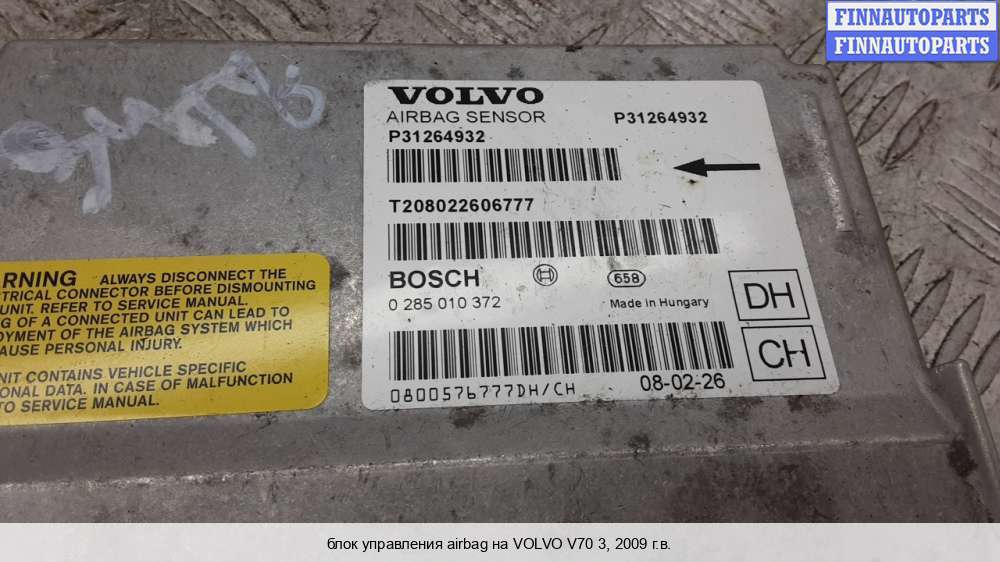 FINNAUTOPARTS
FINNAUTOPARTS
VOLVO
AIRBAG SENSOR
P31264932
P31264932
T208022606777
BOSCH
658
0 285 010 372
Made in Hungary
DH
CH
0800576777DH/CH
08-02-26
ARNING ALWAYS DISCONNECT THE
TRICAL CONNECTOR BEFORE DISMOUNTING
UNIT. REFER TO SERVICE MANUAL.
G OF A CONNECTED UNIT CAN LEAD TO
OYMENT OF THE AIRBAG SYSTEM WHICH
AUSE PERSONAL INJURY.
NIT CONTAINS VEHICLE SPECIFIC
ONAL DATA. IN CASE OF MALFUNCTION
TO SERVICE MANUAL.
блок управления airbag на VOLVO V70 3, 2009 г.в.